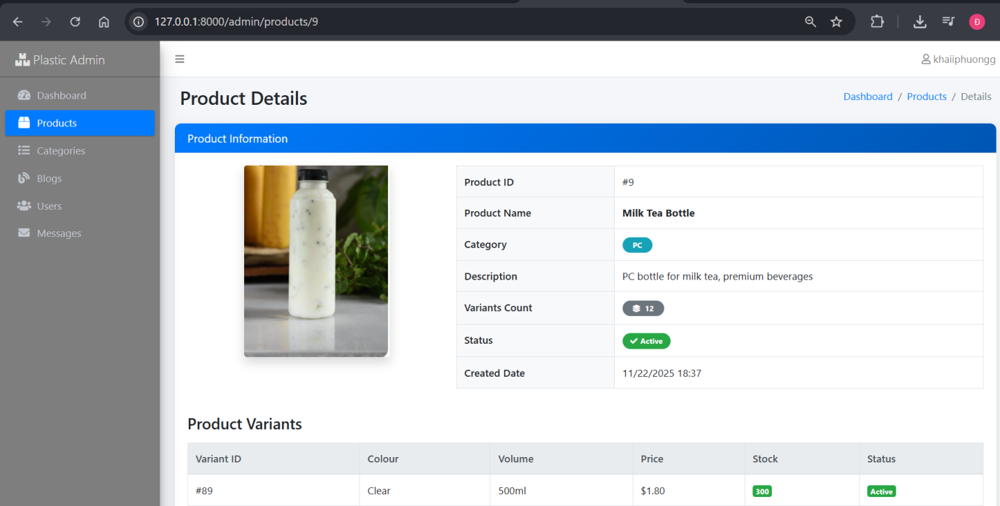 127.0.0.1:8000/admin/products/9
Đ
Plastic Admin
khaiiphuongg
Dashboard
Products
Categories
Blogs
Users
Messages
Product Details
Dashboard / Products / Details
Product Information
Product ID #9
Product Name Milk Tea Bottle
Category PC
Description PC bottle for milk tea, premium beverages
Variants Count 12
Status Active
Created Date 11/22/2025 18:37
Product Variants
Variant ID Colour Volume Price Stock Status
#89 Clear 500ml $1.80 300 Active